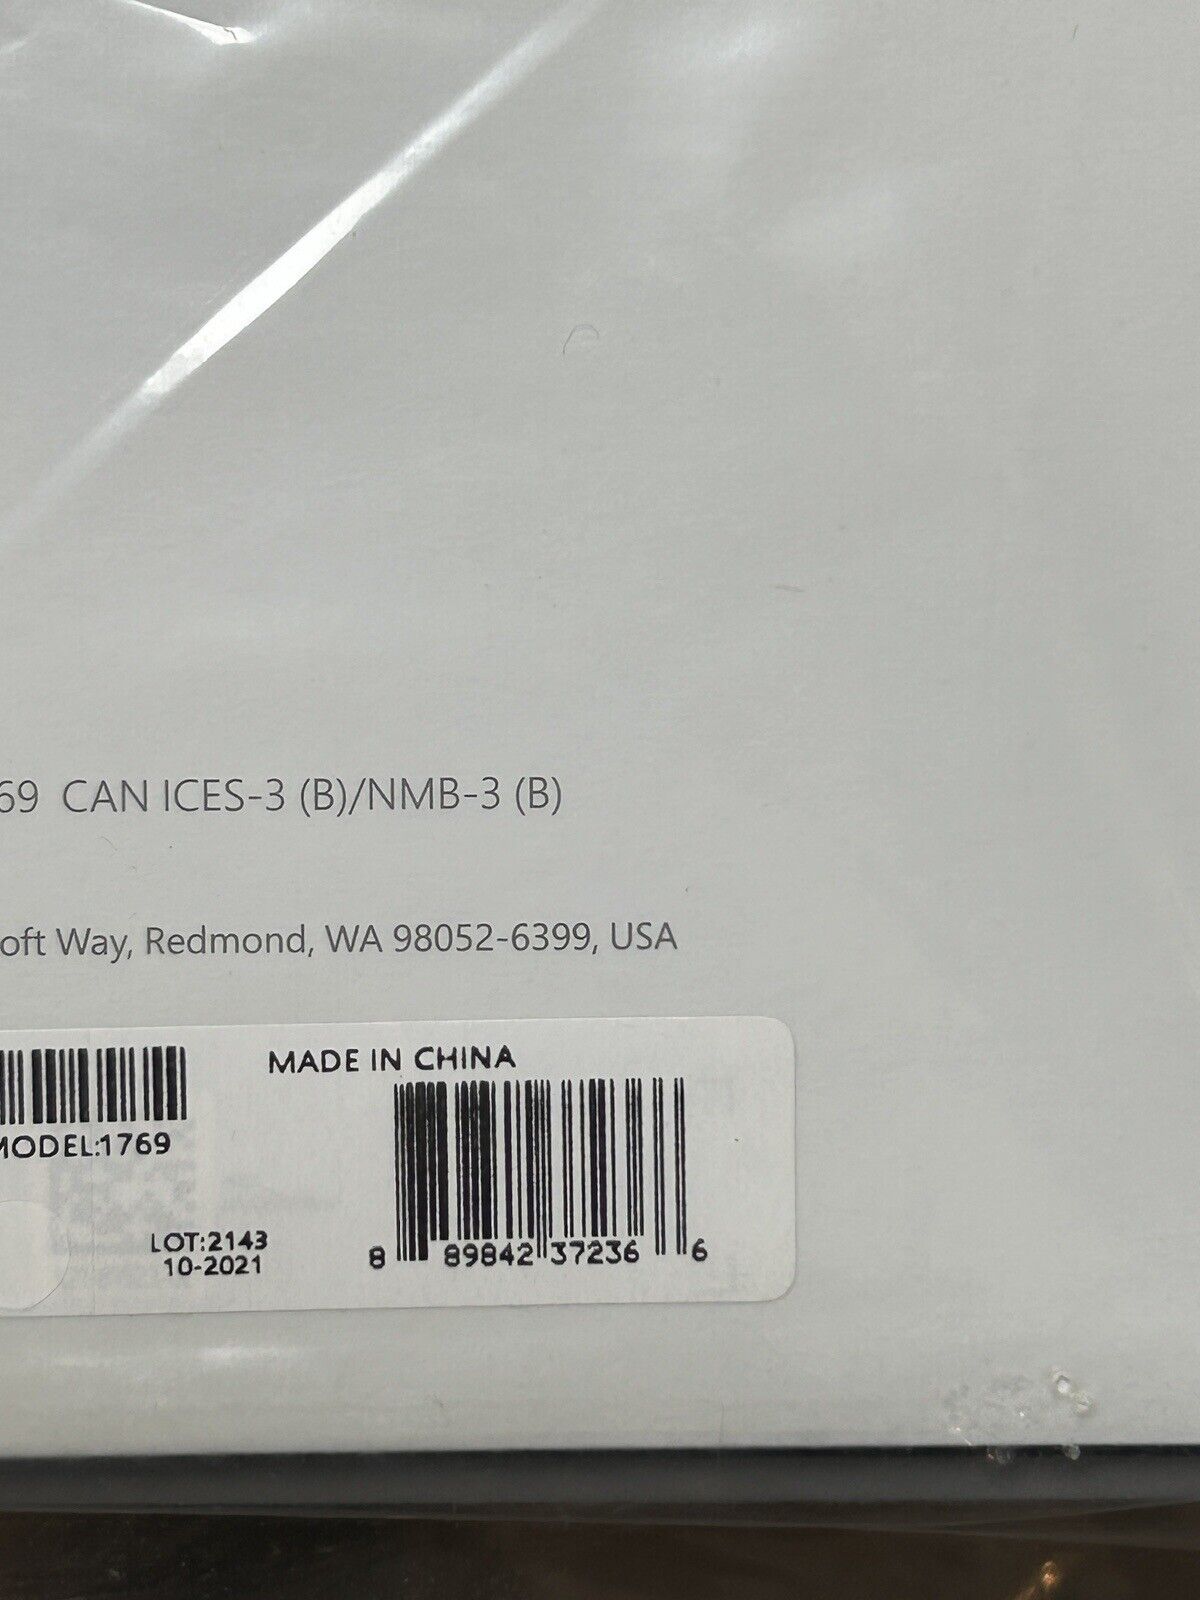 69 CAN ICES-3 (B)/NMB-3 (B)
oft Way, Redmond, WA 98052-6399, USA
MADE IN CHINA
MODEL:1769
LOT:2143
10-2021
8 89842 37236 6